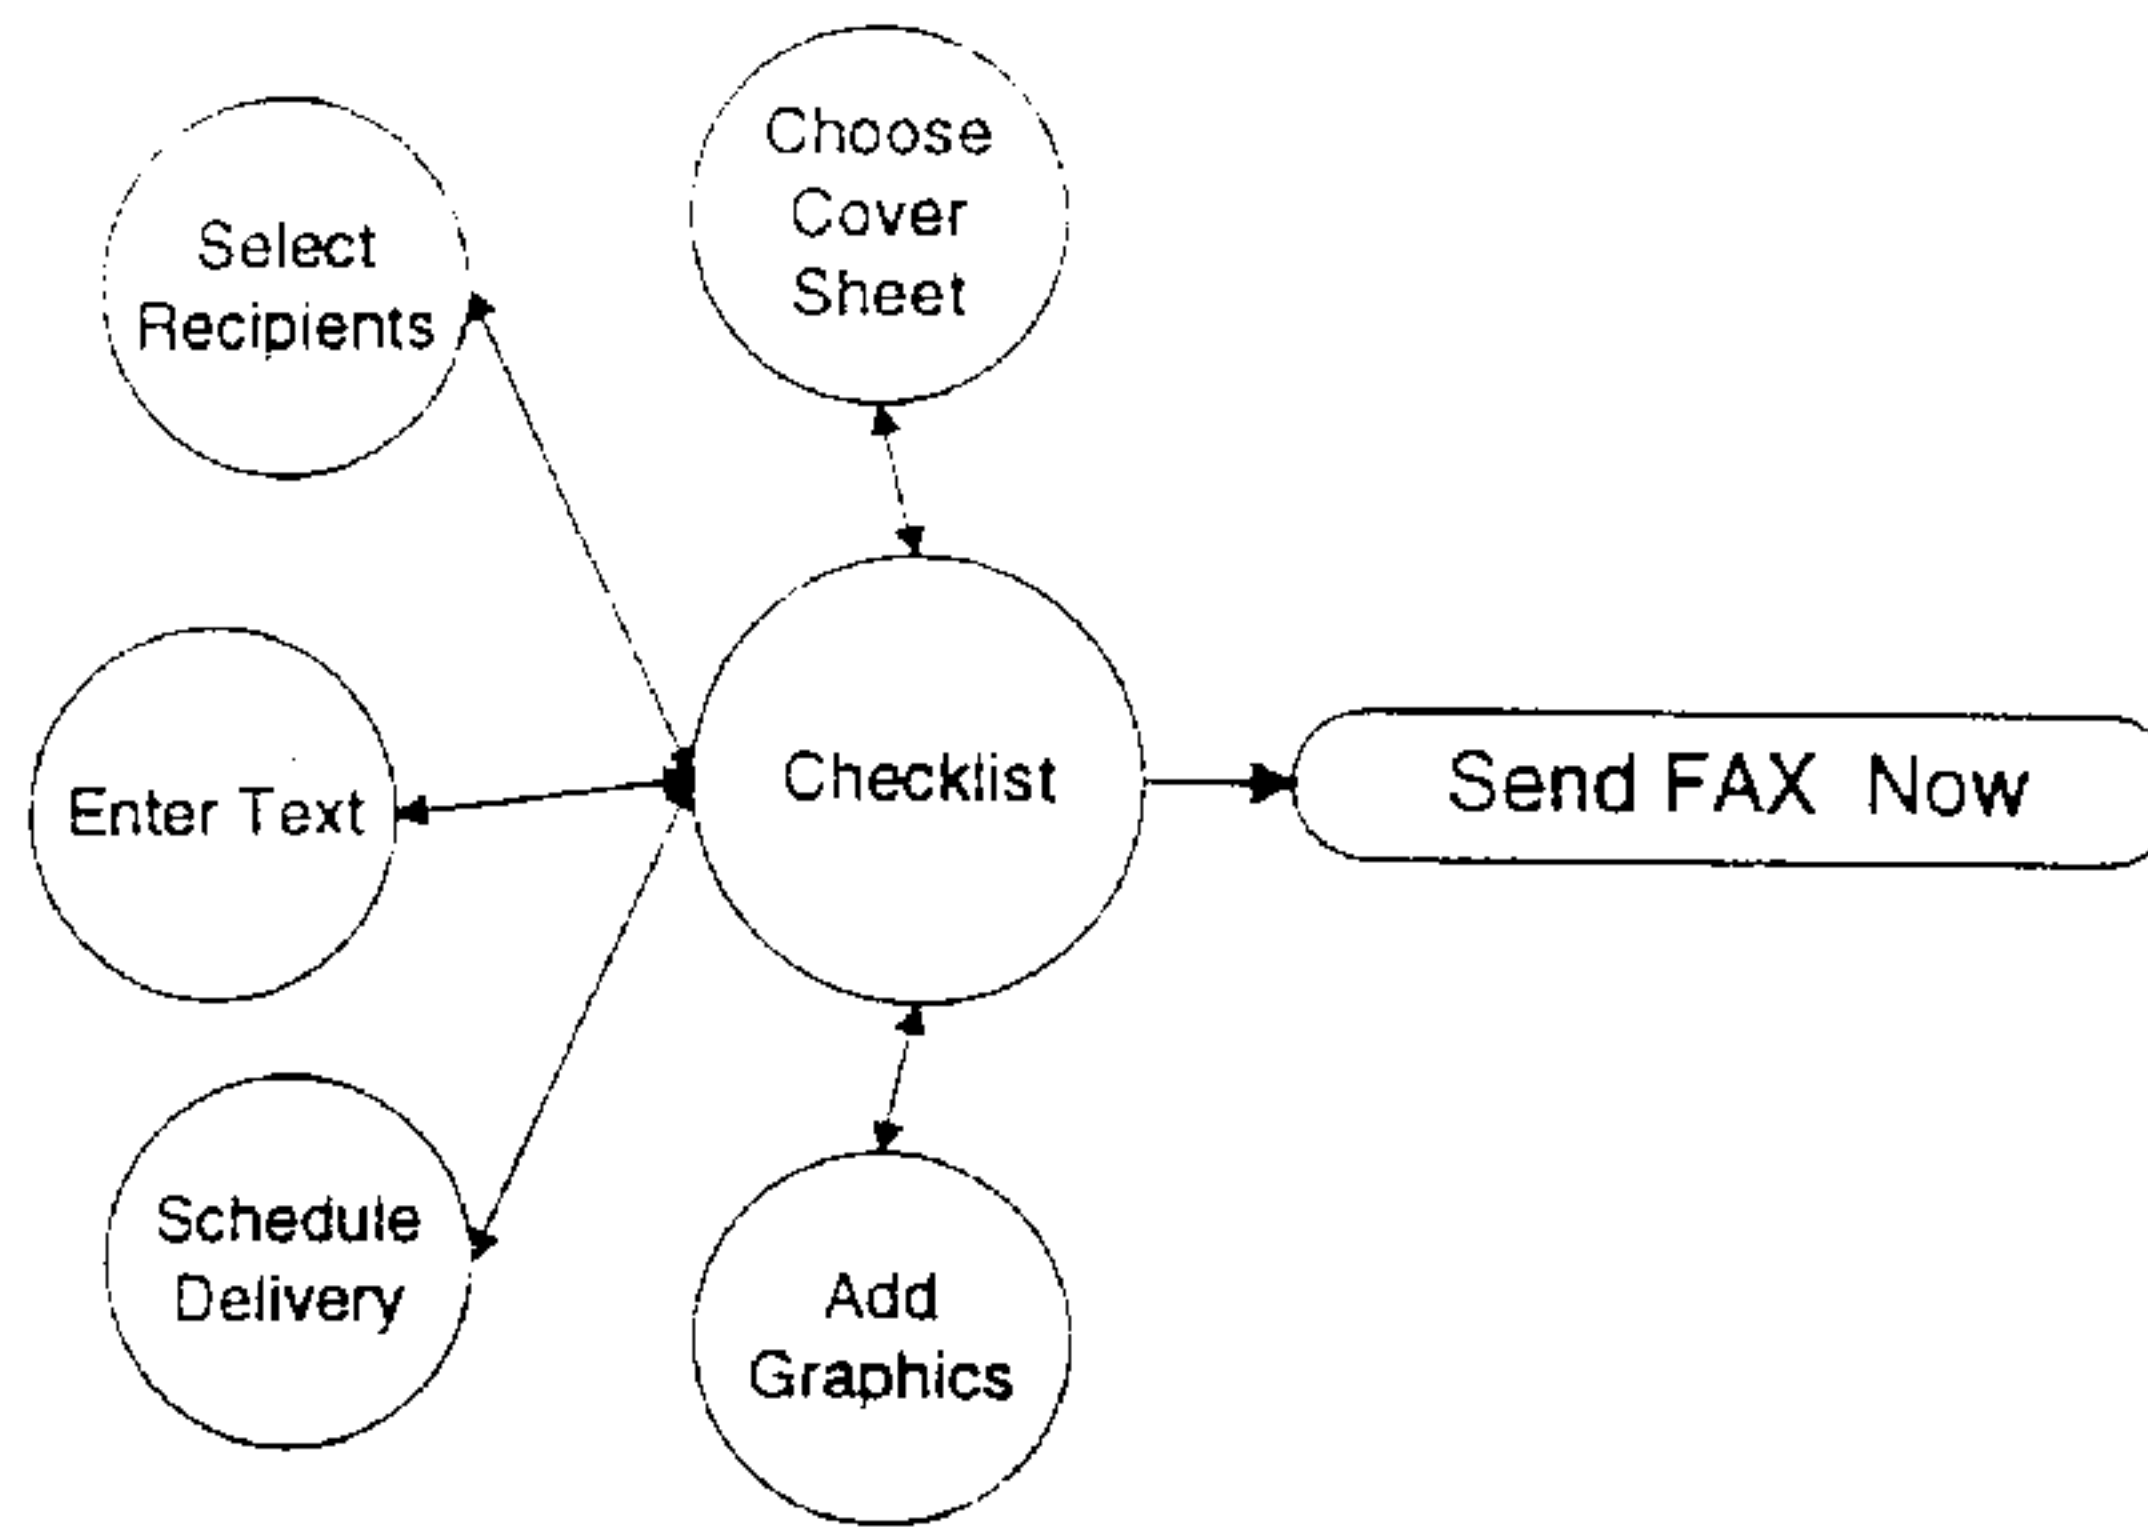 Choose
Cover
Sheet
Select
Recipients
Enter Text
Checklist
Send FAX Now
Schedule
Delivery
Add
Graphics